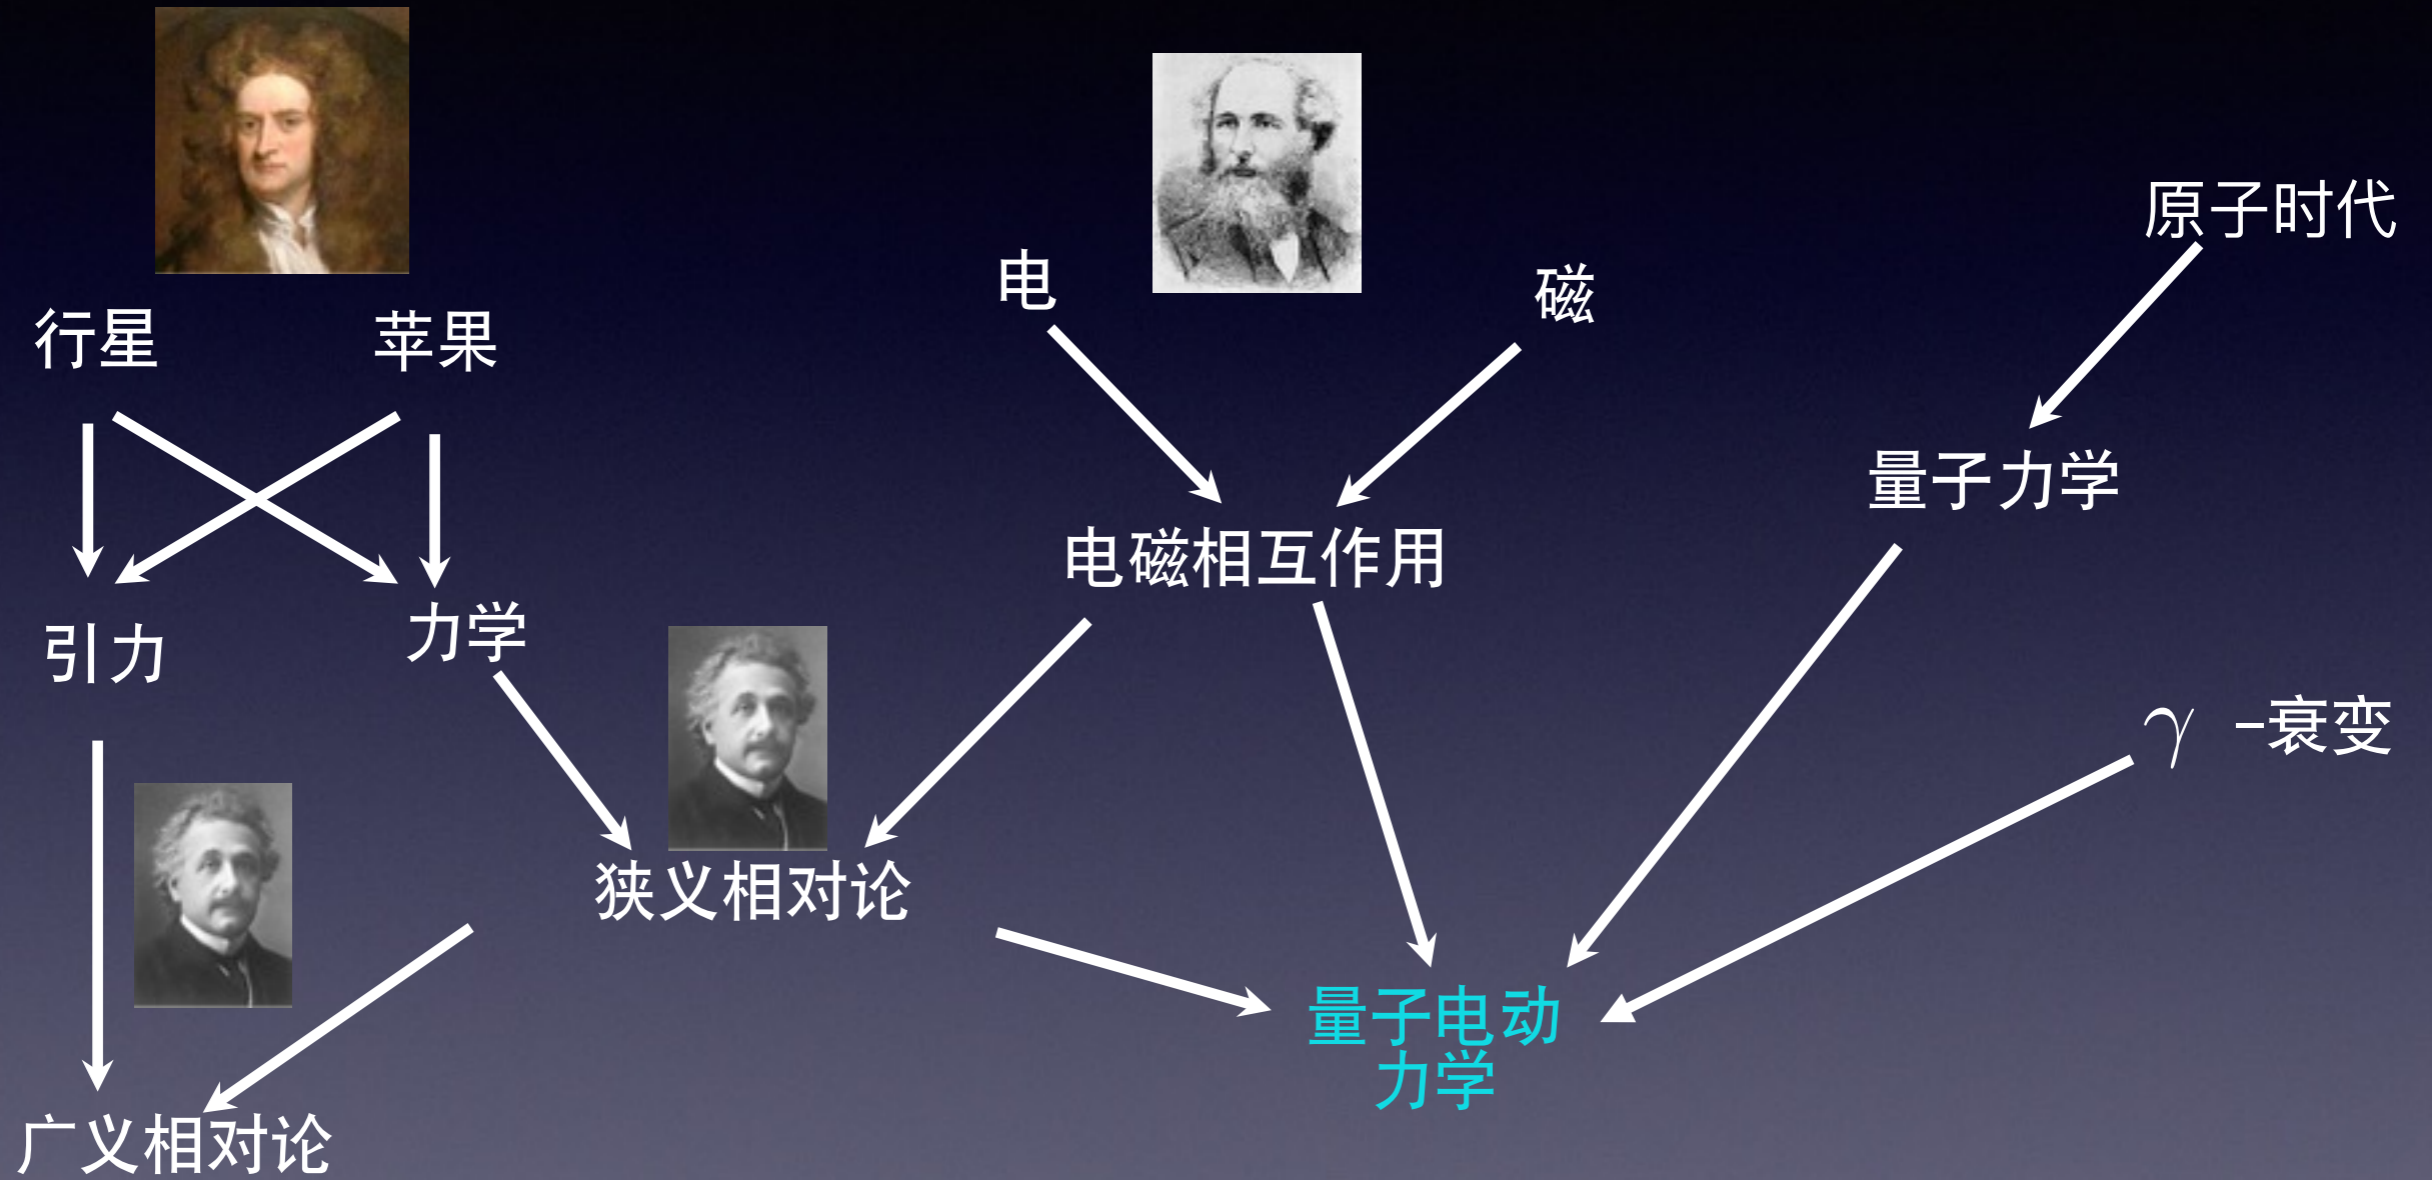 原子时代
电
磁
行星
苹果
量子力学
电磁相互作用
引力
力学
γ -衰变
狭义相对论
量子电动
力学
广义相对论